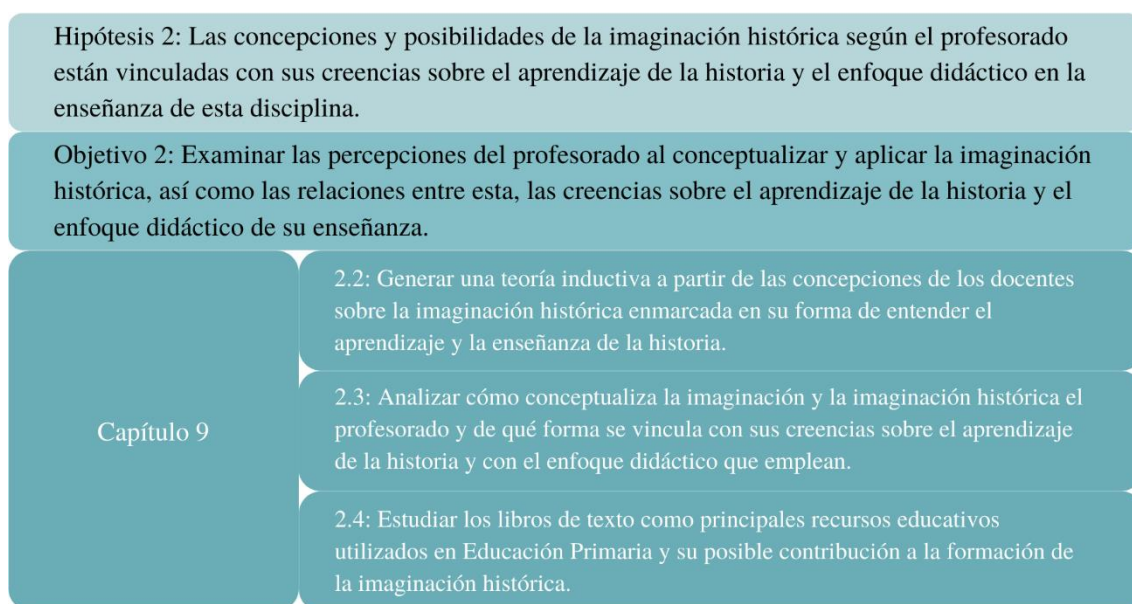 Hipótesis 2: Las concepciones y posibilidades de la imaginación histórica según el profesorado
están vinculadas con sus creencias sobre el aprendizaje de la historia y el enfoque didáctico en la
enseñanza de esta disciplina.
Objetivo 2: Examinar las percepciones del profesorado al conceptualizar y aplicar la imaginación
histórica, así como las relaciones entre esta, las creencias sobre el aprendizaje de la historia y el
enfoque didáctico de su enseñanza.
Capítulo 9
2.2: Generar una teoría inductiva a partir de las concepciones de los docentes
sobre la imaginación histórica enmarcada en su forma de entender el
aprendizaje y la enseñanza de la historia.
2.3: Analizar cómo conceptualiza la imaginación y la imaginación histórica el
profesorado y de qué forma se vincula con sus creencias sobre el aprendizaje
de la historia y con el enfoque didáctico que emplean.
2.4: Estudiar los libros de texto como principales recursos educativos
utilizados en Educación Primaria y su posible contribución a la formación de
la imaginación histórica.